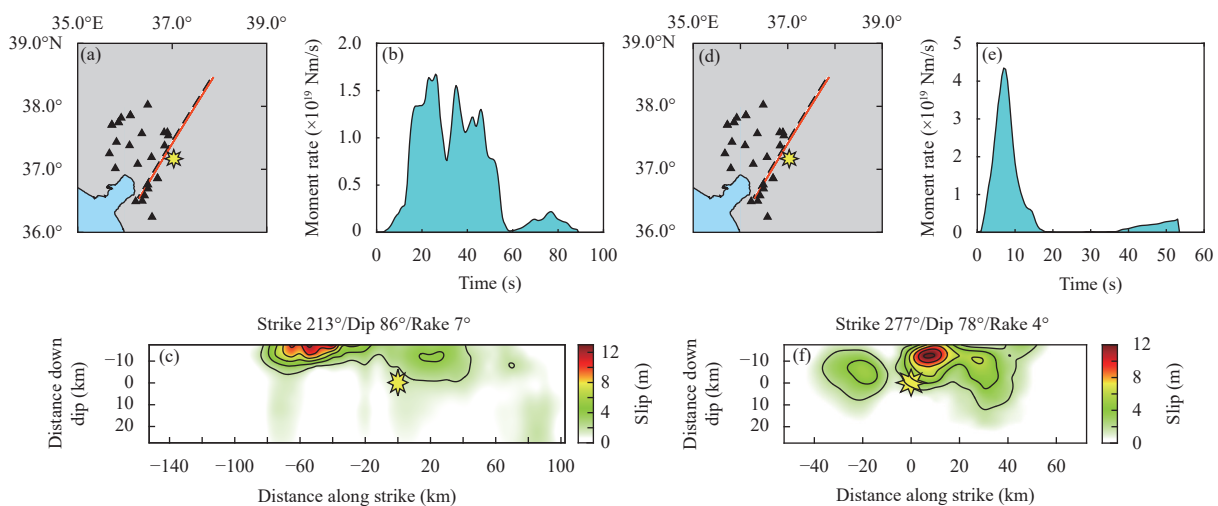 35.0°E 37.0° 39.0°
39.0°N
38.0°
37.0°
36.0°
(a)
Moment rate (×10¹⁹ Nm/s)
2.0
1.5
1.0
0.5
0
(b)
0 20 40 60 80 100
Time (s)
35.0°E 37.0° 39.0°
39.0°N
38.0°
37.0°
36.0°
(d)
Moment rate (×10¹⁹ Nm/s)
5
4
3
2
1
0
(e)
0 10 20 30 40 50 60
Time (s)
Strike 213°/Dip 86°/Rake 7°
Distance down
dip (km)
−10
0
10
20
(c)
−140 −100 −60 −20 20 60 100
Distance along strike (km)
12
8
4
0
Slip (m)
Strike 277°/Dip 78°/Rake 4°
Distance down
dip (km)
−10
0
10
20
(f)
−40 −20 0 20 40 60
Distance along strike (km)
12
8
4
0
Slip (m)